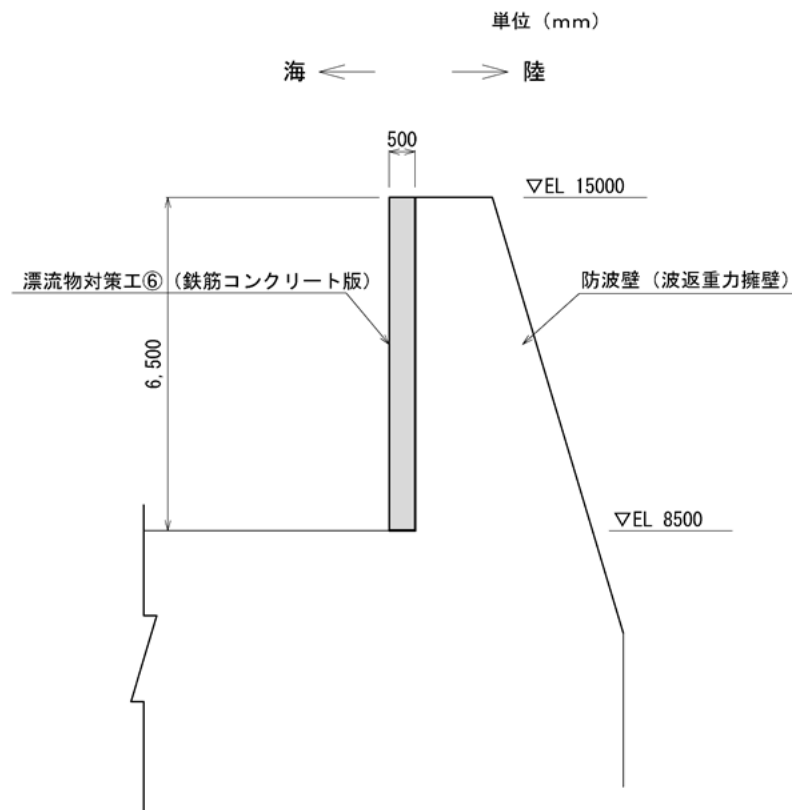 単位（mm）
海
陸
500
▽EL 15000
漂流物対策工⑥（鉄筋コンクリート版）
防波壁（波返重力擁壁）
6,500
▽EL 8500